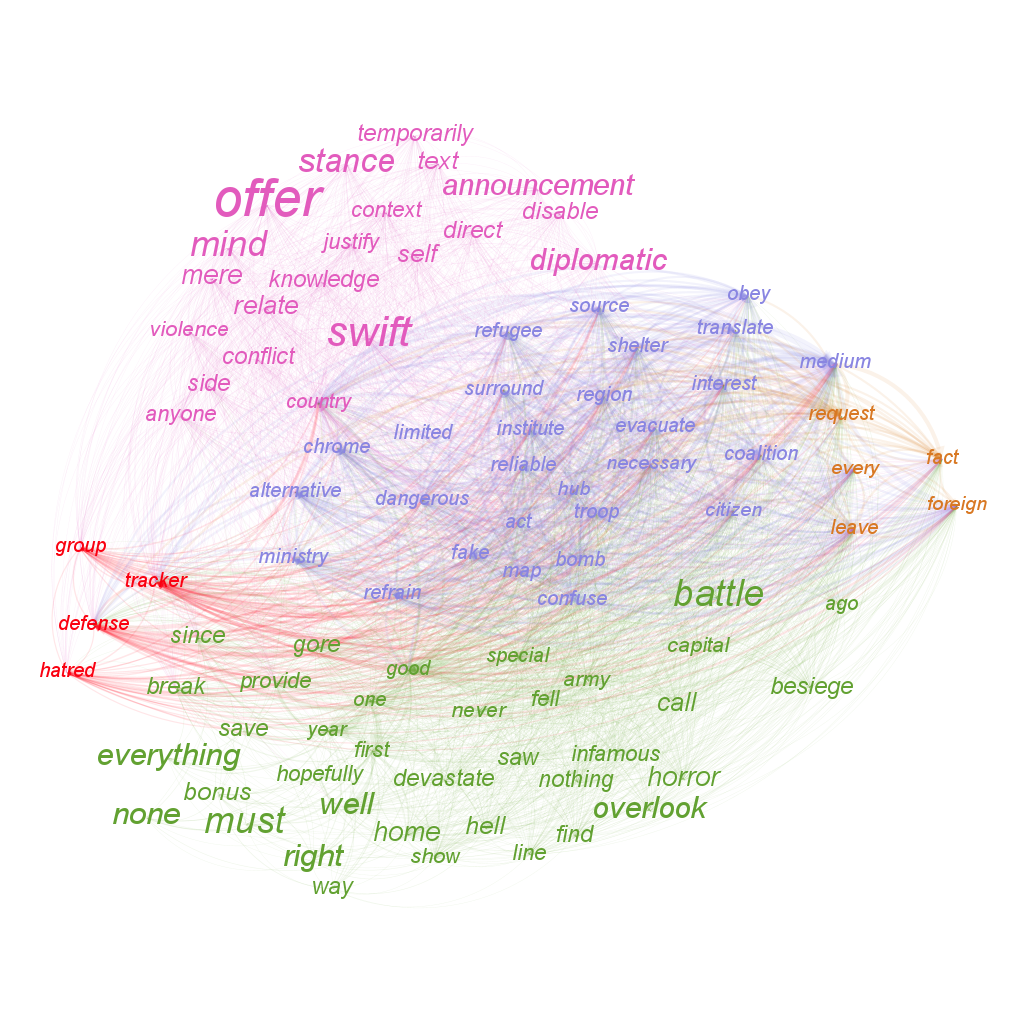 temporarily
stance text
offer announcement
context disable
mind justify self direct
mere knowledge diplomatic
relate source obey
violence swift refugee shelter translate
conflict medium
side surround region interest
anyone country request
chrome limited institute evacuate coalition fact
reliable necessary every
alternative dangerous hub foreign
act troop citizen leave
group ministry fake map bomb
tracker refrain confuse battle ago
defense since gore
hatred good special capital
break provide one army besiege
save year never fell call
everything first saw infamous
hopefully devastate nothing horror
bonus well overlook
none must home hell find
right show line
way